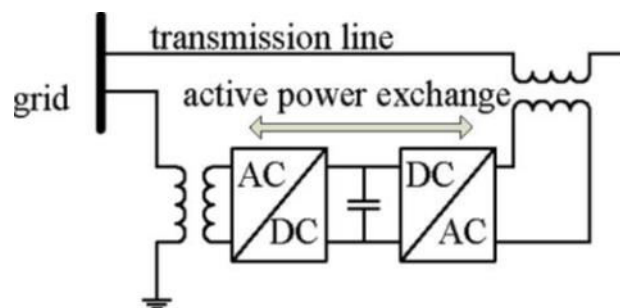 transmission line
grid
active power exchange
AC
DC
DC
AC